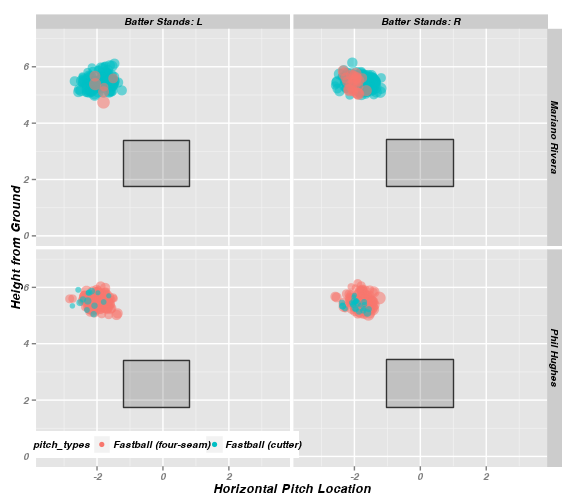 Batter Stands: L
Batter Stands: R
6
4
2
0
Mariano Rivera
6
4
2
0
Phil Hughes
Height from Ground
pitch_types Fastball (four-seam) Fastball (cutter)
-2 0 2
-2 0 2
Horizontal Pitch Location